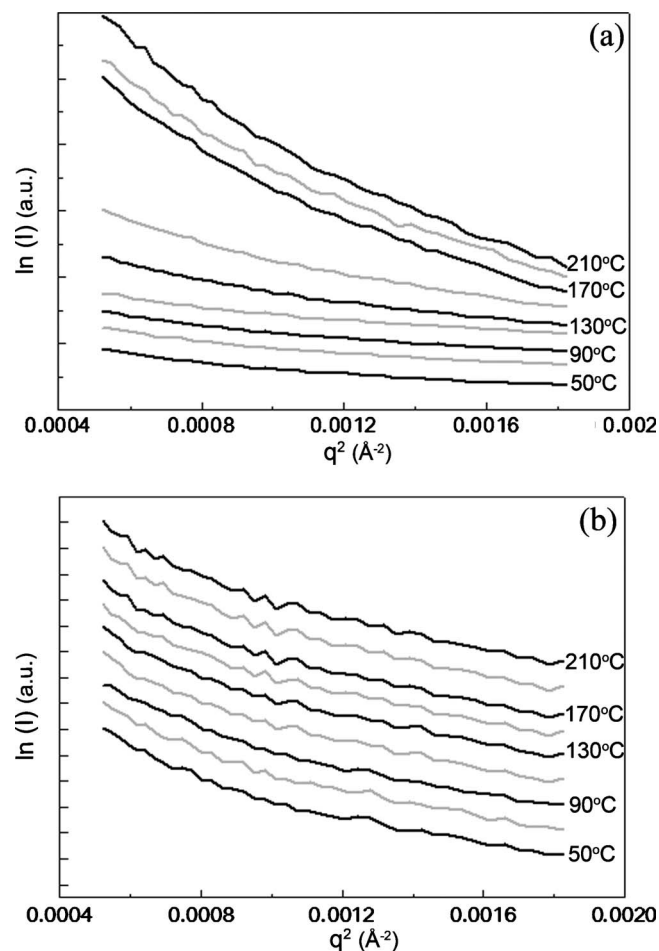 (a)
ln (I) (a.u.)
210°C
170°C
130°C
90°C
50°C
0.0004 0.0008 0.0012 0.0016 0.002
q² (Å⁻²)
(b)
ln (I) (a.u.)
210°C
170°C
130°C
90°C
50°C
0.0004 0.0008 0.0012 0.0016 0.0020
q² (Å⁻²)